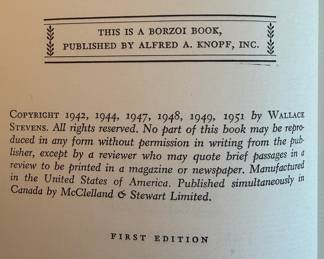 THIS IS A BORZOI BOOK,
PUBLISHED BY ALFRED A. KNOPF, INC.
COPYRIGHT 1942, 1944, 1947, 1948, 1949, 1951 by WALLACE
STEVENS. All rights reserved. No part of this book may be repro-
duced in any form without permission in writing from the pub-
lisher, except by a reviewer who may quote brief passages in a
review to be printed in a magazine or newspaper. Manufactured
in the United States of America. Published simultaneously in
Canada by McClelland & Stewart Limited.
FIRST EDITION